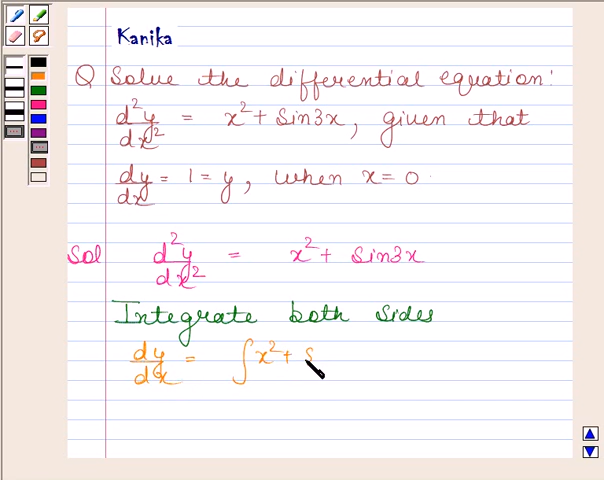 Kanika
Q Solve the differential equation:
d²y/dx² = x² + Sin3x, given that
dy/dx = 1 = y, when x = 0
Sol d²y/dx² = x² + Sin3x
Integrate both sides
dy/dx = ∫ x² + S